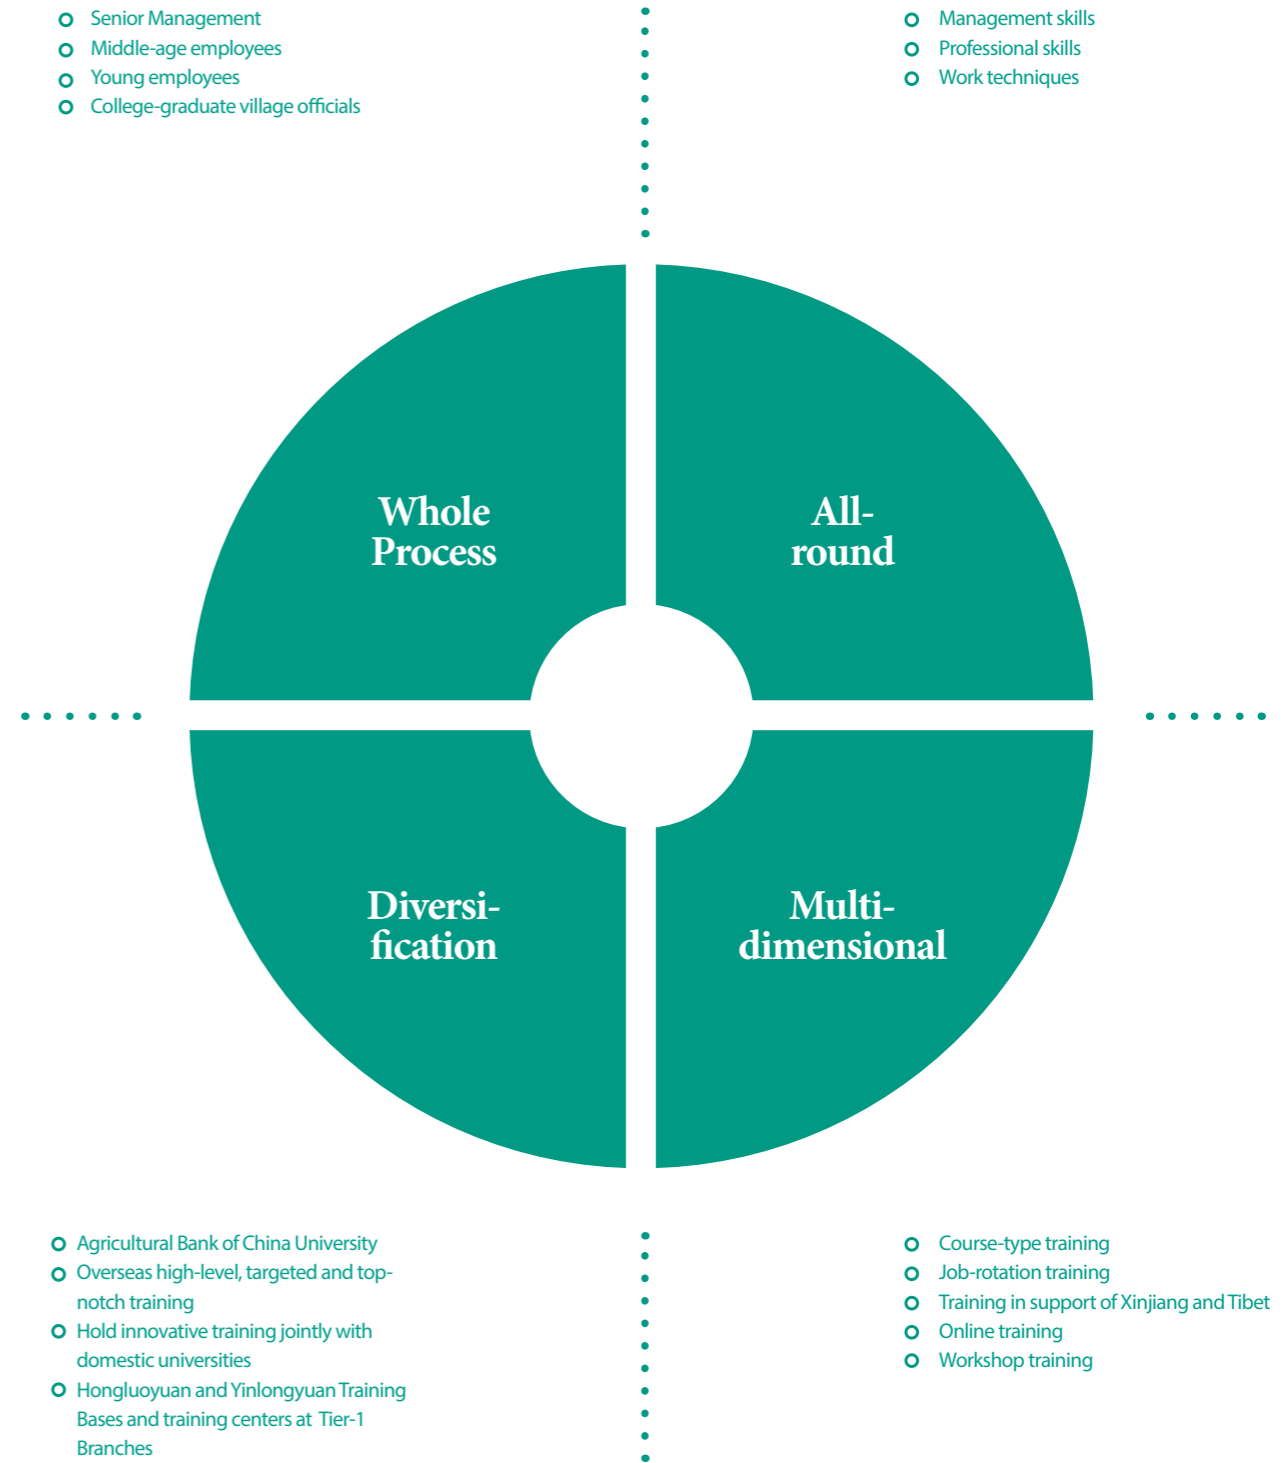 Senior Management
Middle-age employees
Young employees
College-graduate village officials
Management skills
Professional skills
Work techniques
Whole
Process
All-
round
Diversi-
fication
Multi-
dimensional
Agricultural Bank of China University
Overseas high-level, targeted and top-
notch training
Hold innovative training jointly with
domestic universities
Hongluoyuan and Yinlongyuan Training
Bases and training centers at Tier-1
Branches
Course-type training
Job-rotation training
Training in support of Xinjiang and Tibet
Online training
Workshop training